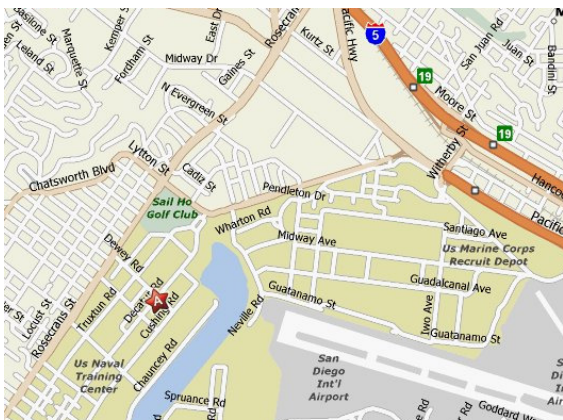 Basilone St
Leland St
Marquette St
Kemper St
Fordham St
East Dr
Midway Dr
Gaines St
Rosecrans St
Kurtz St
Pacific Hwy
5
San Juan Rd
Juan St
Bandini St
19
Moore St
19
N Evergreen St
Witherby St
Hancoc
Pacific
Lytton St
Cadiz St
Chatsworth Blvd
Pendleton Dr
Sail Ho
Golf Club
Wharton Rd
Santiago Ave
Midway Ave
Us Marine Corps
Recruit Depot
Dewey Rd
Guadalcanal Ave
Decatur Rd
A
Cushing Rd
Truxtun Rd
Guatanamo St
Iwo Ave
Guatanamo St
Locust St
Rosecrans St
Neville Rd
Chauncey Rd
Us Naval
Training
Center
San
Diego
Int'l
Airport
Spruance Rd
Goddard W